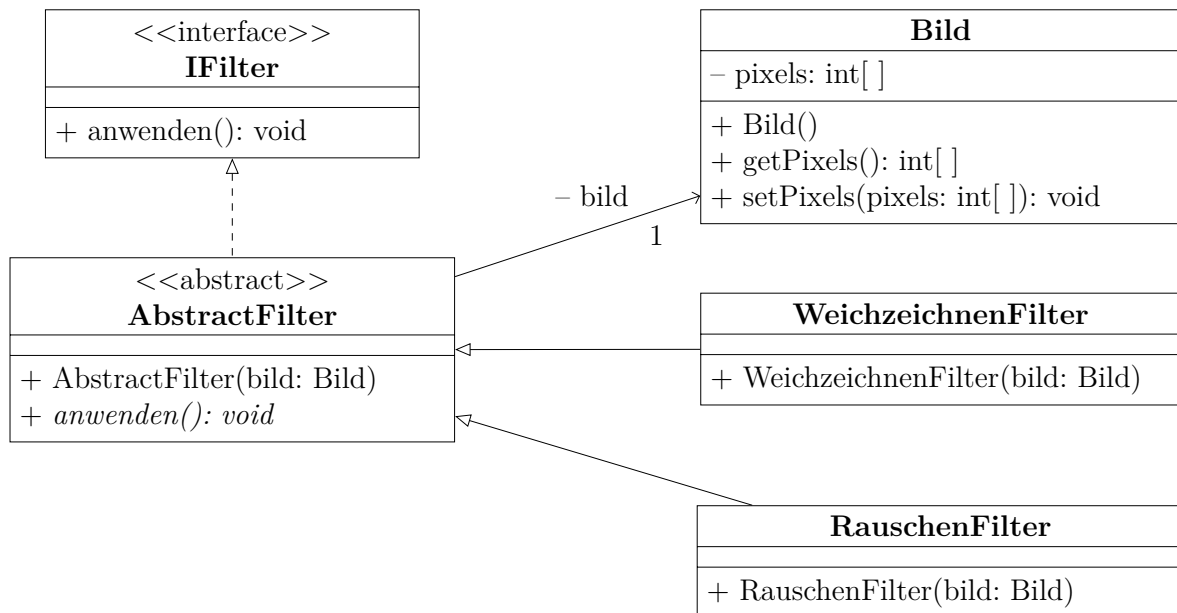 <<interface>>
IFilter
+ anwenden(): void
Bild
– pixels: int[ ]
+ Bild()
+ getPixels(): int[ ]
+ setPixels(pixels: int[ ]): void
– bild
1
<<abstract>>
AbstractFilter
+ AbstractFilter(bild: Bild)
+ anwenden(): void
WeichzeichnenFilter
+ WeichzeichnenFilter(bild: Bild)
RauschenFilter
+ RauschenFilter(bild: Bild)